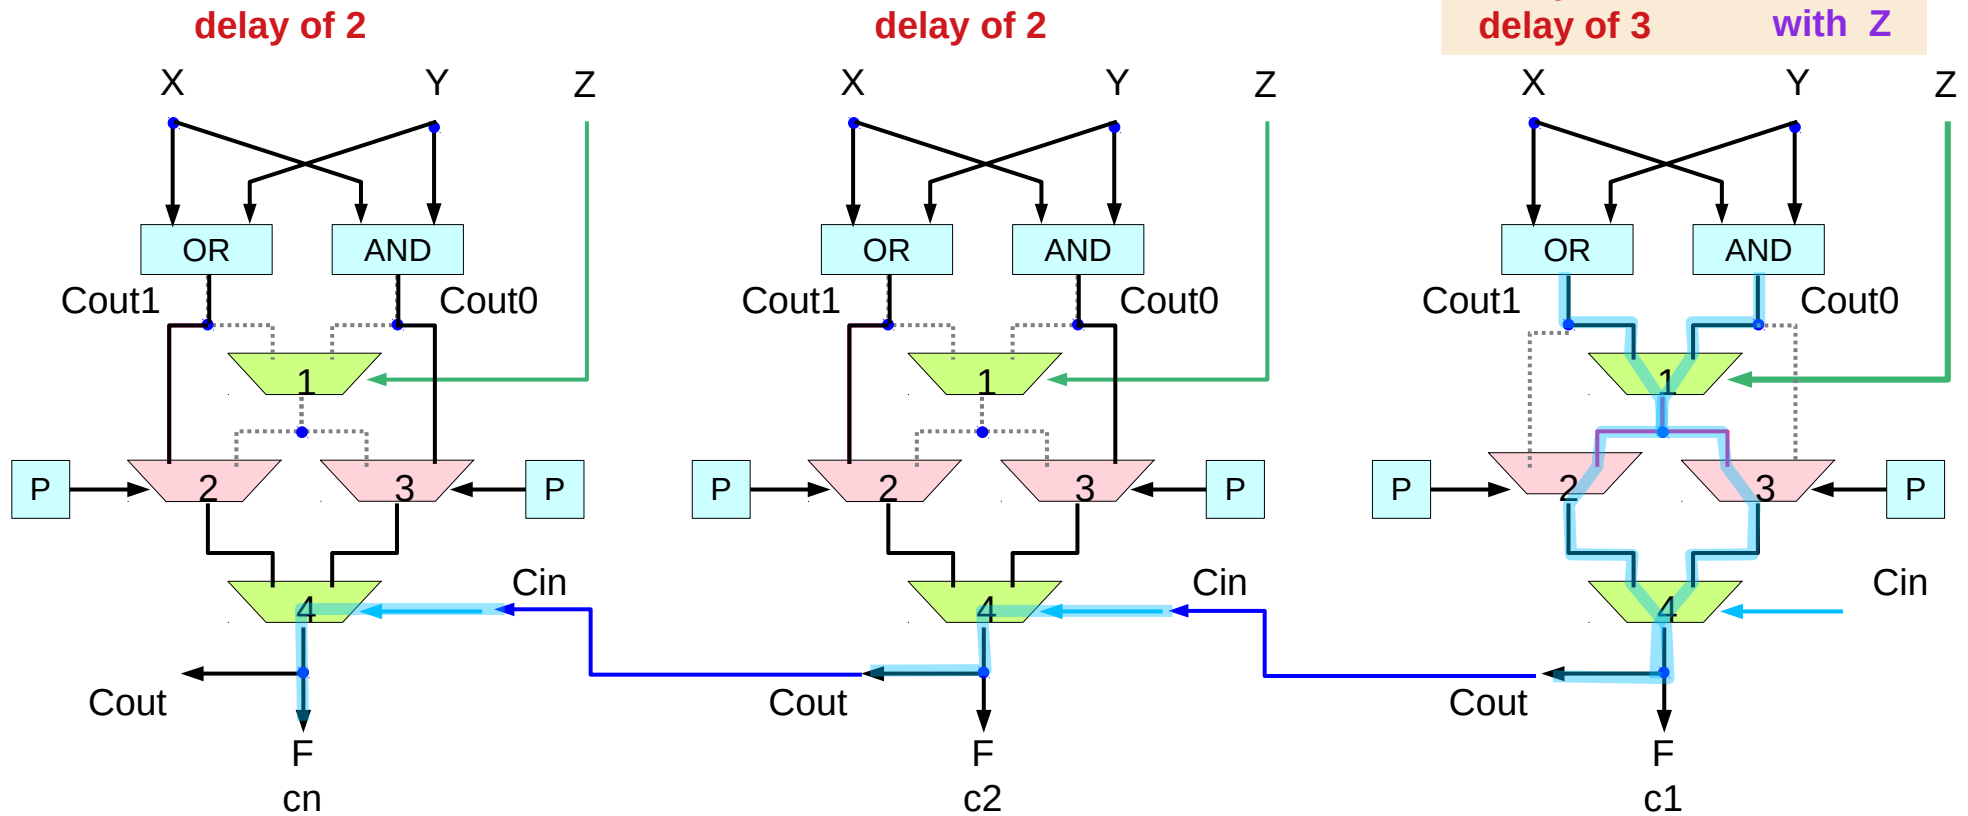 delay of 2 delay of 2 delay of 3 with Z
X Y Z X Y Z X Y Z
OR AND OR AND OR AND
Cout1 Cout0 Cout1 Cout0 Cout1 Cout0
1 1 1
P 2 3 P P 2 3 P P 2 3 P
Cin Cin Cin
4 4 4
Cout Cout Cout
F F F
cn c2 c1